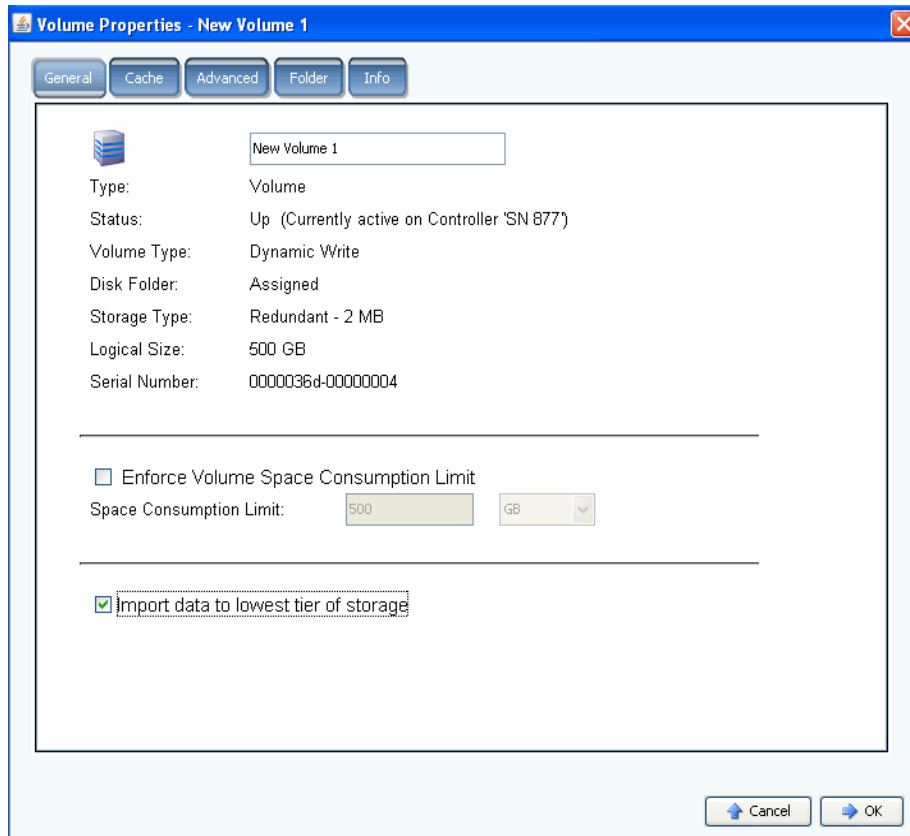 Volume Properties - New Volume 1
General Cache Advanced Folder Info
New Volume 1
Type: Volume
Status: Up (Currently active on Controller 'SN 877')
Volume Type: Dynamic Write
Disk Folder: Assigned
Storage Type: Redundant - 2 MB
Logical Size: 500 GB
Serial Number: 0000036d-00000004
Enforce Volume Space Consumption Limit
Space Consumption Limit: 500 GB
Import data to lowest tier of storage
Cancel OK